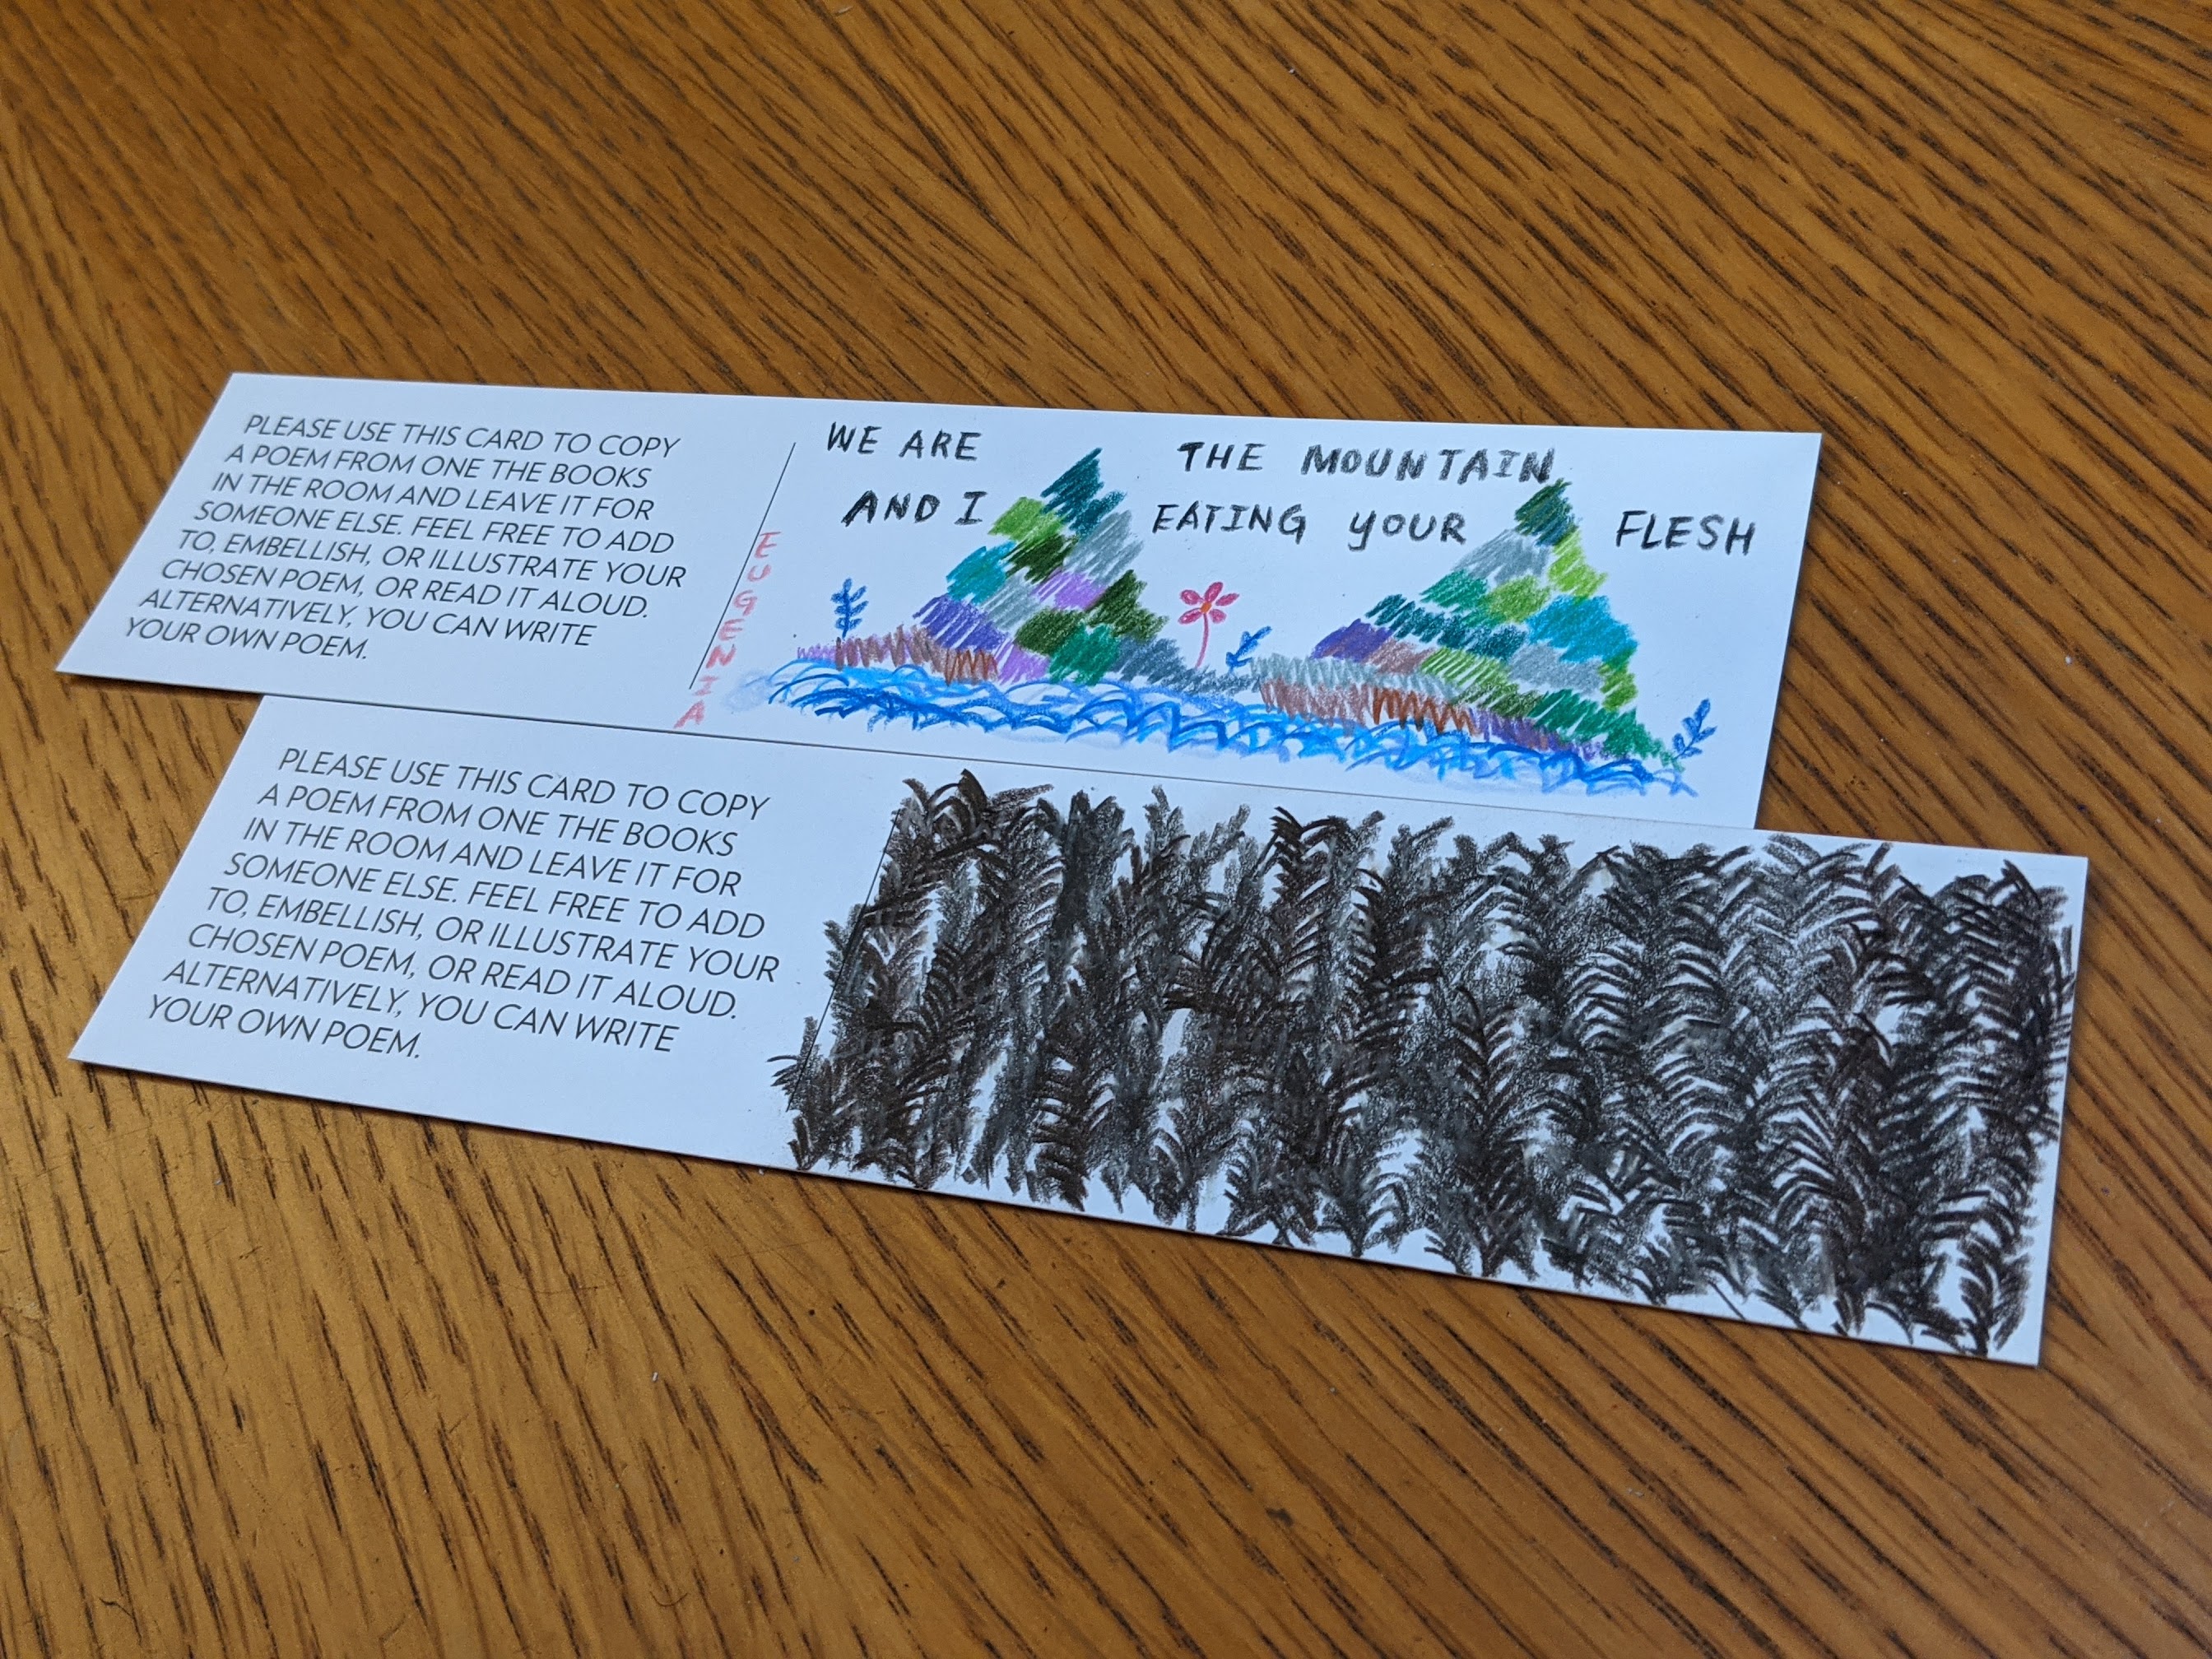 PLEASE USE THIS CARD TO COPY
A POEM FROM ONE THE BOOKS
IN THE ROOM AND LEAVE IT FOR
SOMEONE ELSE. FEEL FREE TO ADD
TO, EMBELLISH, OR ILLUSTRATE YOUR
CHOSEN POEM, OR READ IT ALOUD.
ALTERNATIVELY, YOU CAN WRITE
YOUR OWN POEM.
EUGENIA
WE ARE THE MOUNTAIN
AND I EATING YOUR FLESH
PLEASE USE THIS CARD TO COPY
A POEM FROM ONE THE BOOKS
IN THE ROOM AND LEAVE IT FOR
SOMEONE ELSE. FEEL FREE TO ADD
TO, EMBELLISH, OR ILLUSTRATE YOUR
CHOSEN POEM, OR READ IT ALOUD.
ALTERNATIVELY, YOU CAN WRITE
YOUR OWN POEM.